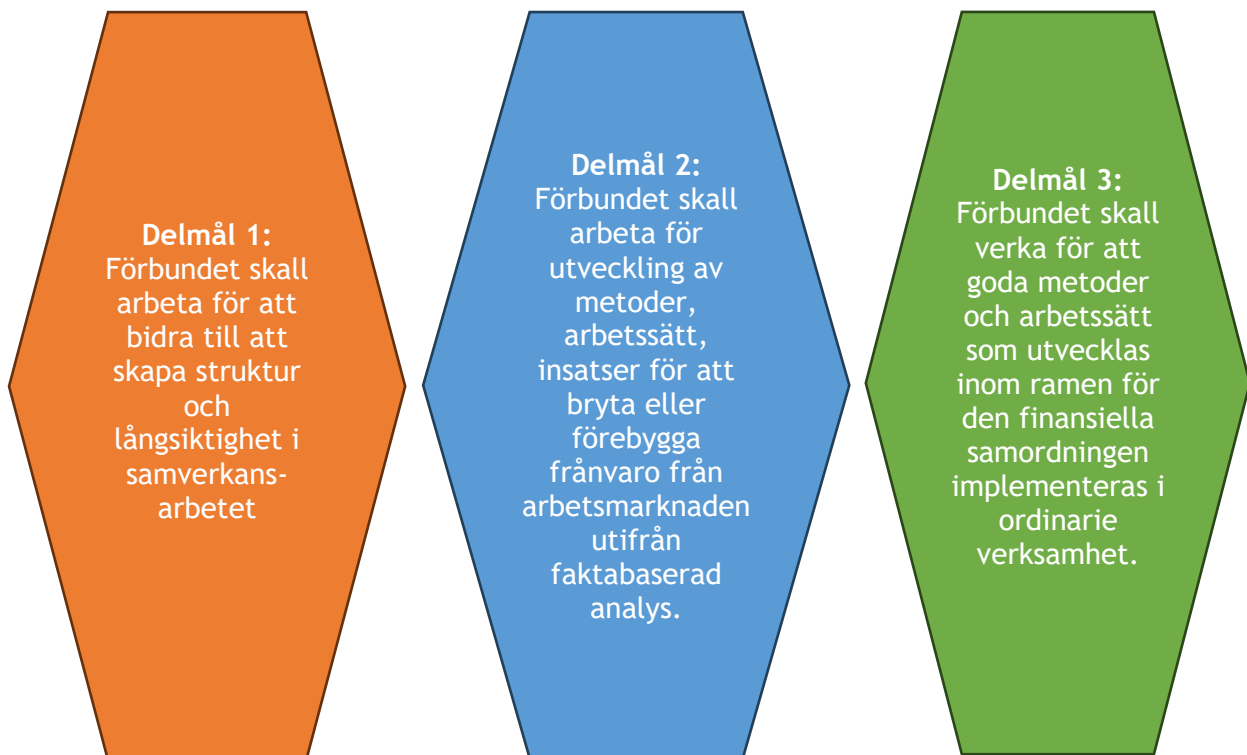 Delmål 1:
Förbundet skall
arbeta för att
bidra till att
skapa struktur
och
långsiktighet i
samverkans-
arbetet
Delmål 2:
Förbundet skall
arbeta för
utveckling av
metoder,
arbetssätt,
insatser för att
bryta eller
förebygga
frånvaro från
arbetsmarknaden
utifrån
faktabaserad
analys.
Delmål 3:
Förbundet skall
verka för att
goda metoder
och arbetssätt
som utvecklas
inom ramen för
den finansiella
samordningen
implementeras i
ordinarie
verksamhet.